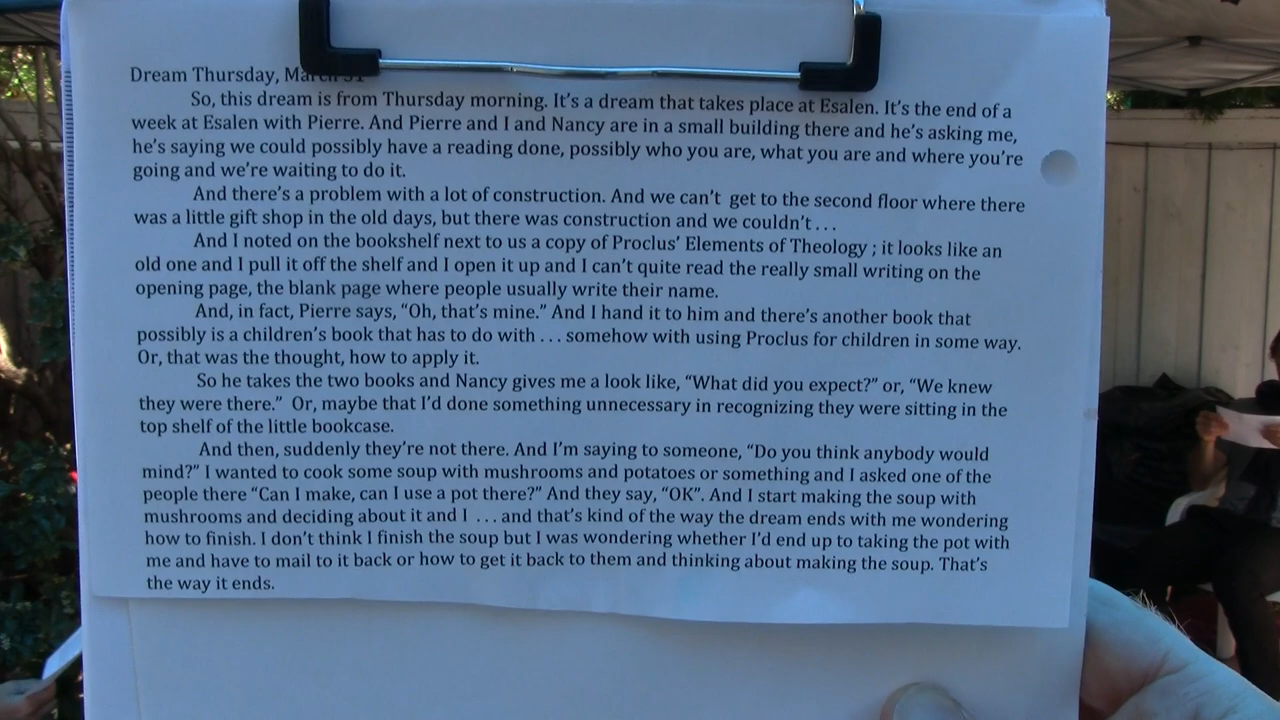 Dream Thursday, March 31
So, this dream is from Thursday morning. It's a dream that takes place at Esalen. It's the end of a
week at Esalen with Pierre. And Pierre and I and Nancy are in a small building there and he's asking me,
he's saying we could possibly have a reading done, possibly who you are, what you are and where you're
going and we're waiting to do it.
And there's a problem with a lot of construction. And we can't get to the second floor where there
was a little gift shop in the old days, but there was construction and we couldn't . . .
And I noted on the bookshelf next to us a copy of Proclus' Elements of Theology ; it looks like an
old one and I pull it off the shelf and I open it up and I can't quite read the really small writing on the
opening page, the blank page where people usually write their name.
And, in fact, Pierre says, "Oh, that's mine." And I hand it to him and there's another book that
possibly is a children's book that has to do with . . . somehow with using Proclus for children in some way.
Or, that was the thought, how to apply it.
So he takes the two books and Nancy gives me a look like, "What did you expect?" or, "We knew
they were there." Or, maybe that I'd done something unnecessary in recognizing they were sitting in the
top shelf of the little bookcase.
And then, suddenly they're not there. And I'm saying to someone, "Do you think anybody would
mind?" I wanted to cook some soup with mushrooms and potatoes or something and I asked one of the
people there "Can I make, can I use a pot there?" And they say, "OK". And I start making the soup with
mushrooms and deciding about it and I . . . and that's kind of the way the dream ends with me wondering
how to finish. I don't think I finish the soup but I was wondering whether I'd end up to taking the pot with
me and have to mail to it back or how to get it back to them and thinking about making the soup. That's
the way it ends.